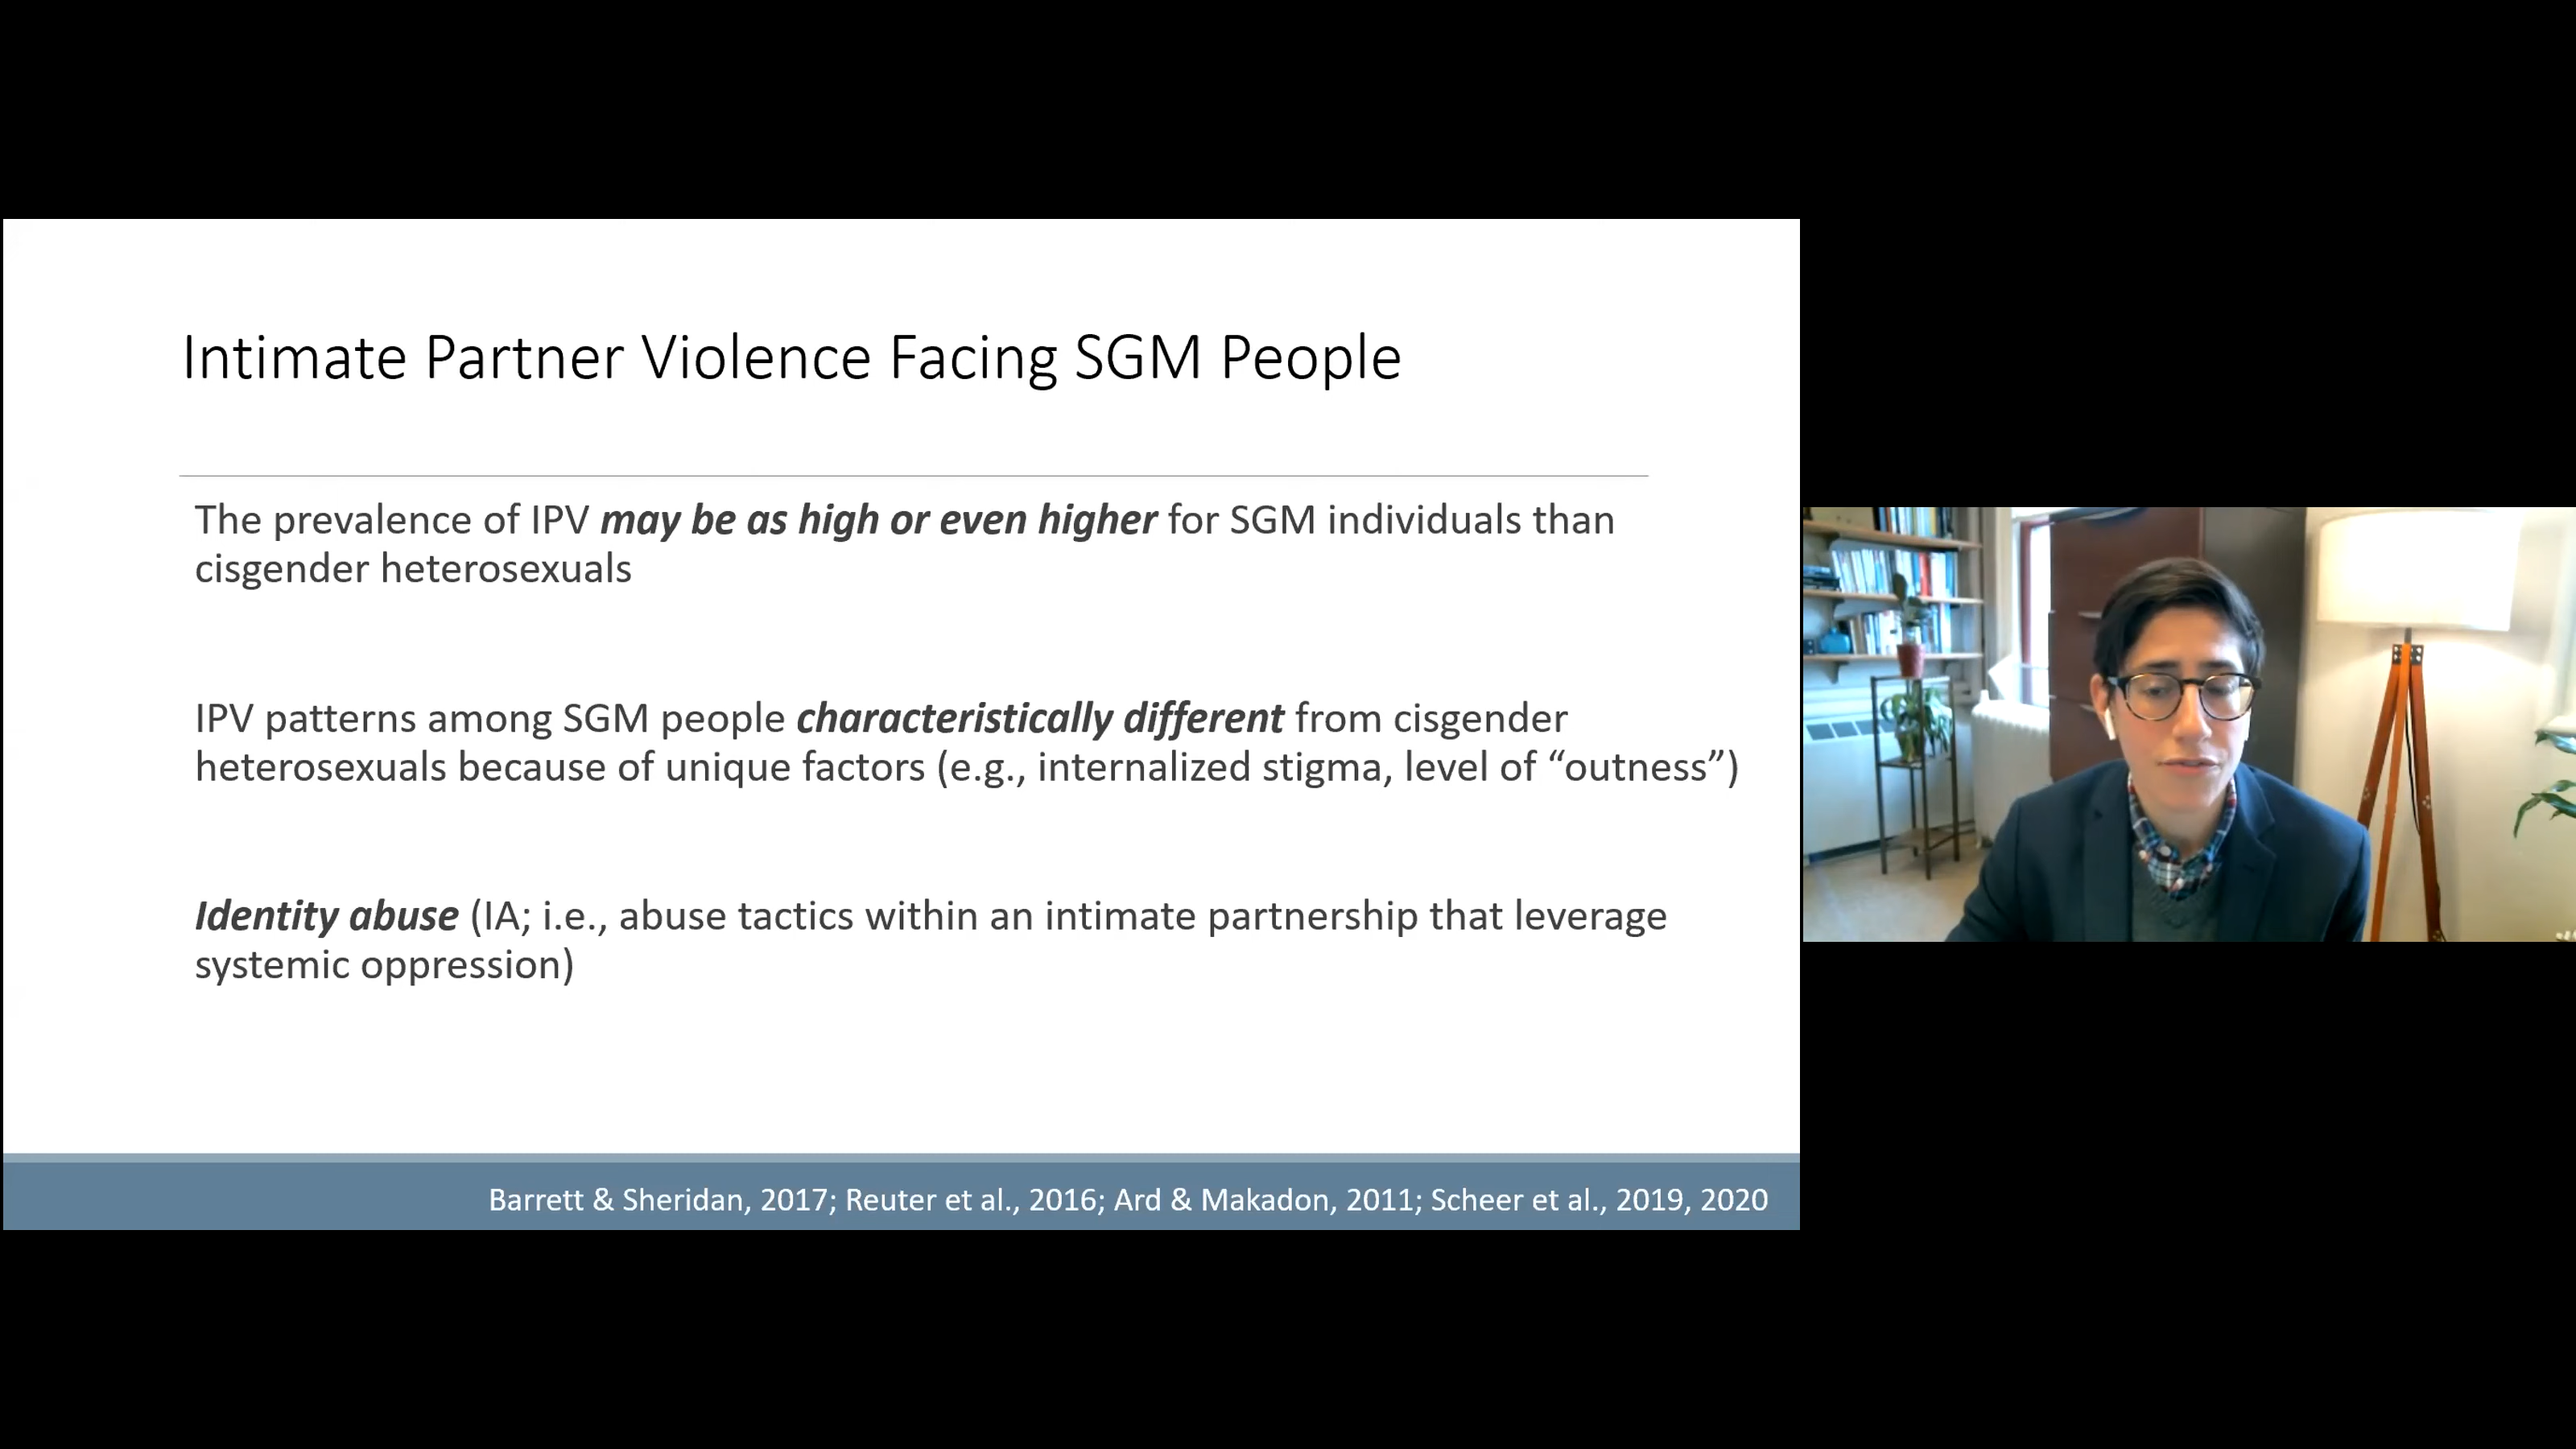 Intimate Partner Violence Facing SGM People
The prevalence of IPV may be as high or even higher for SGM individuals than
cisgender heterosexuals
IPV patterns among SGM people characteristically different from cisgender
heterosexuals because of unique factors (e.g., internalized stigma, level of “outness”)
Identity abuse (IA; i.e., abuse tactics within an intimate partnership that leverage
systemic oppression)
Barrett & Sheridan, 2017; Reuter et al., 2016; Ard & Makadon, 2011; Scheer et al., 2019, 2020